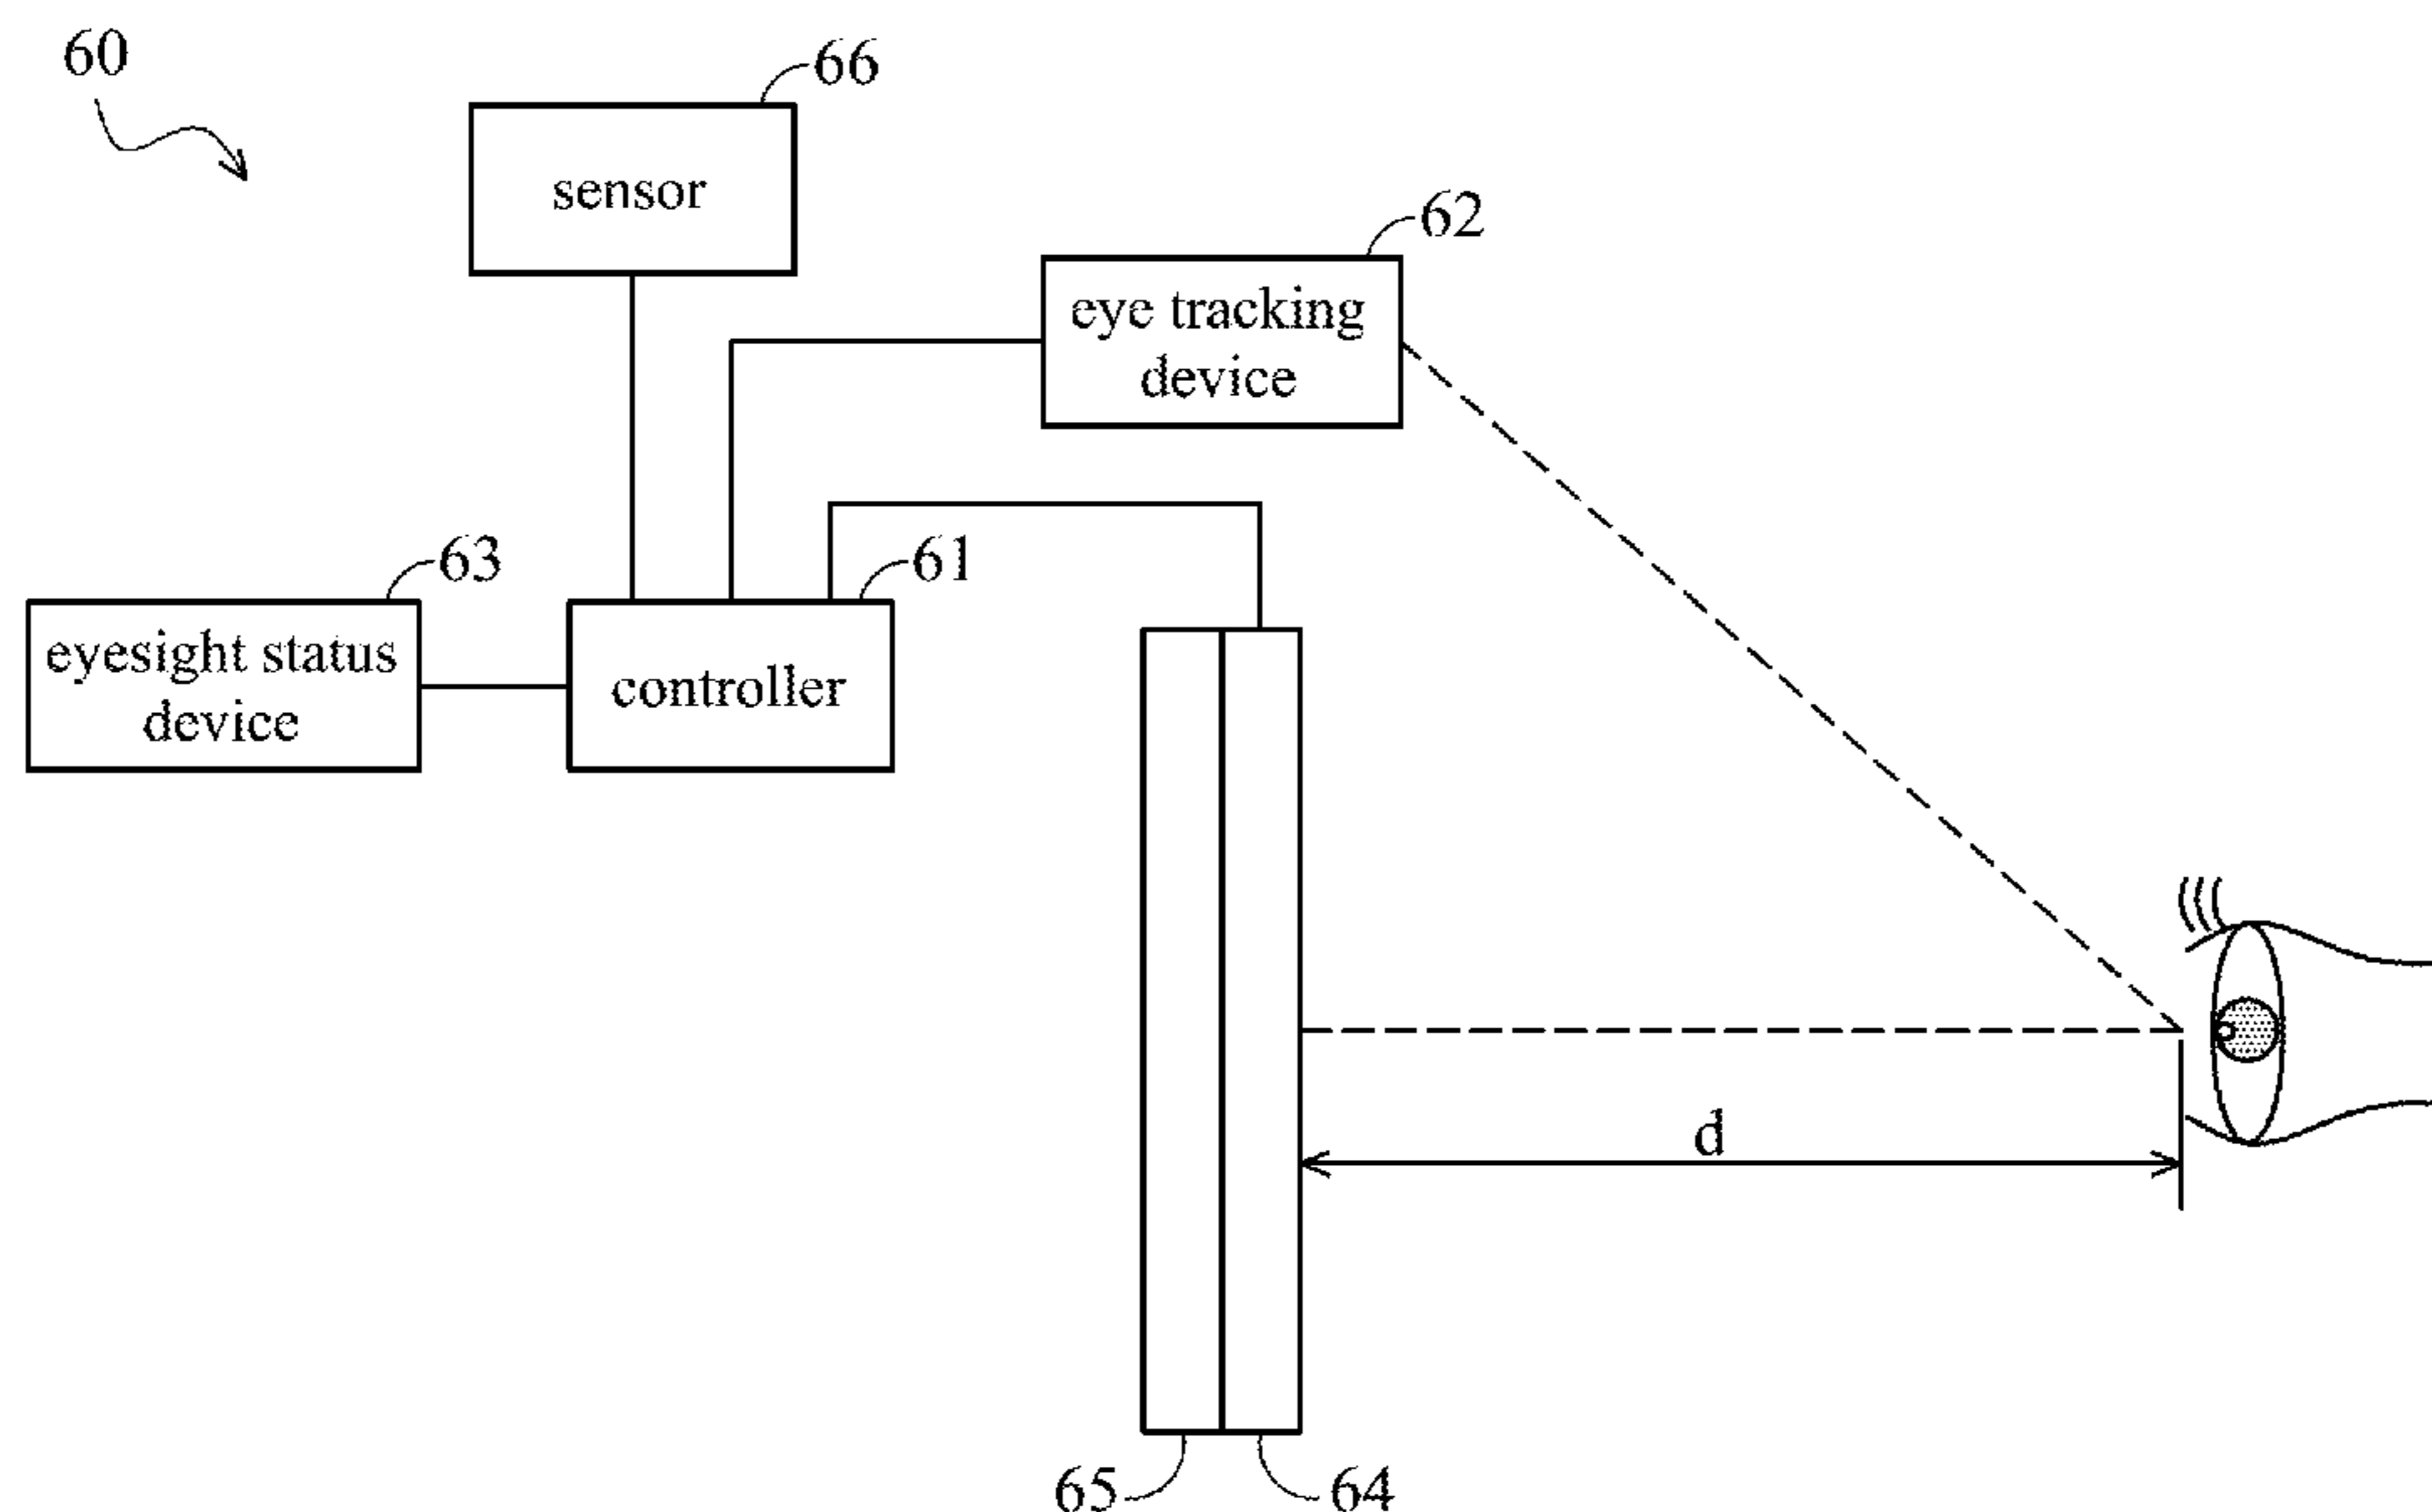 60
66
sensor
62
eye tracking
device
63
61
eyesight status
device
controller
d
65
64